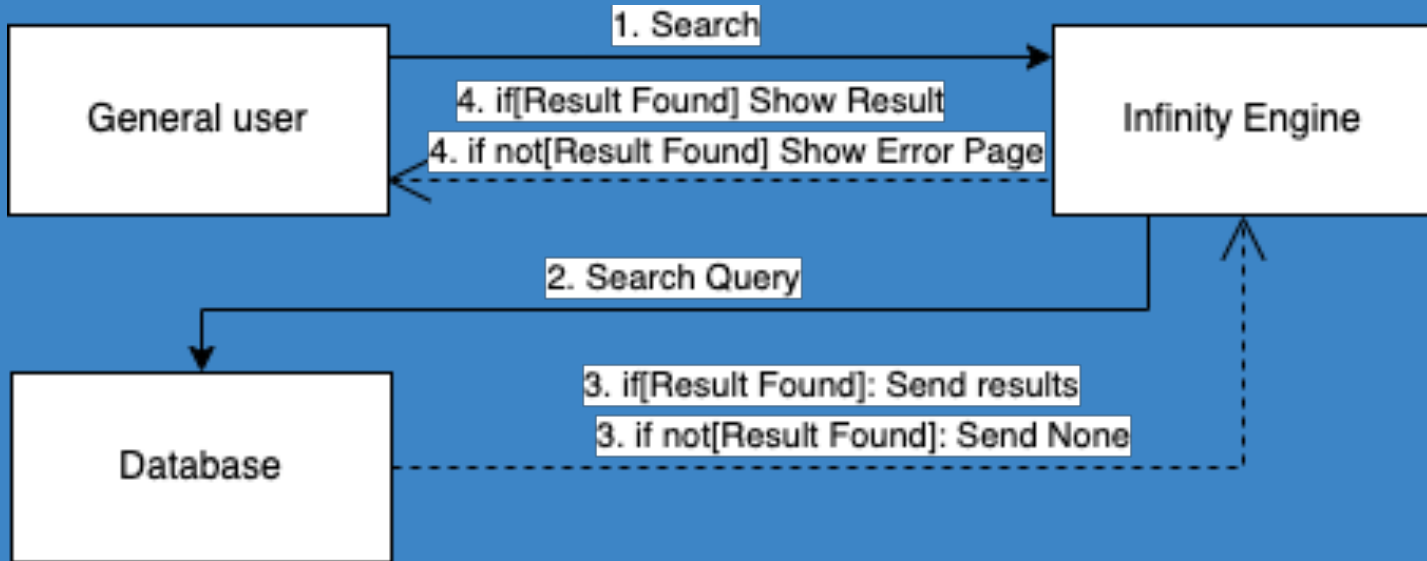 1. Search
General user
4. if[Result Found] Show Result
Infinity Engine
4. if not[Result Found] Show Error Page
2. Search Query
3. if[Result Found]: Send results
3. if not[Result Found]: Send None
Database